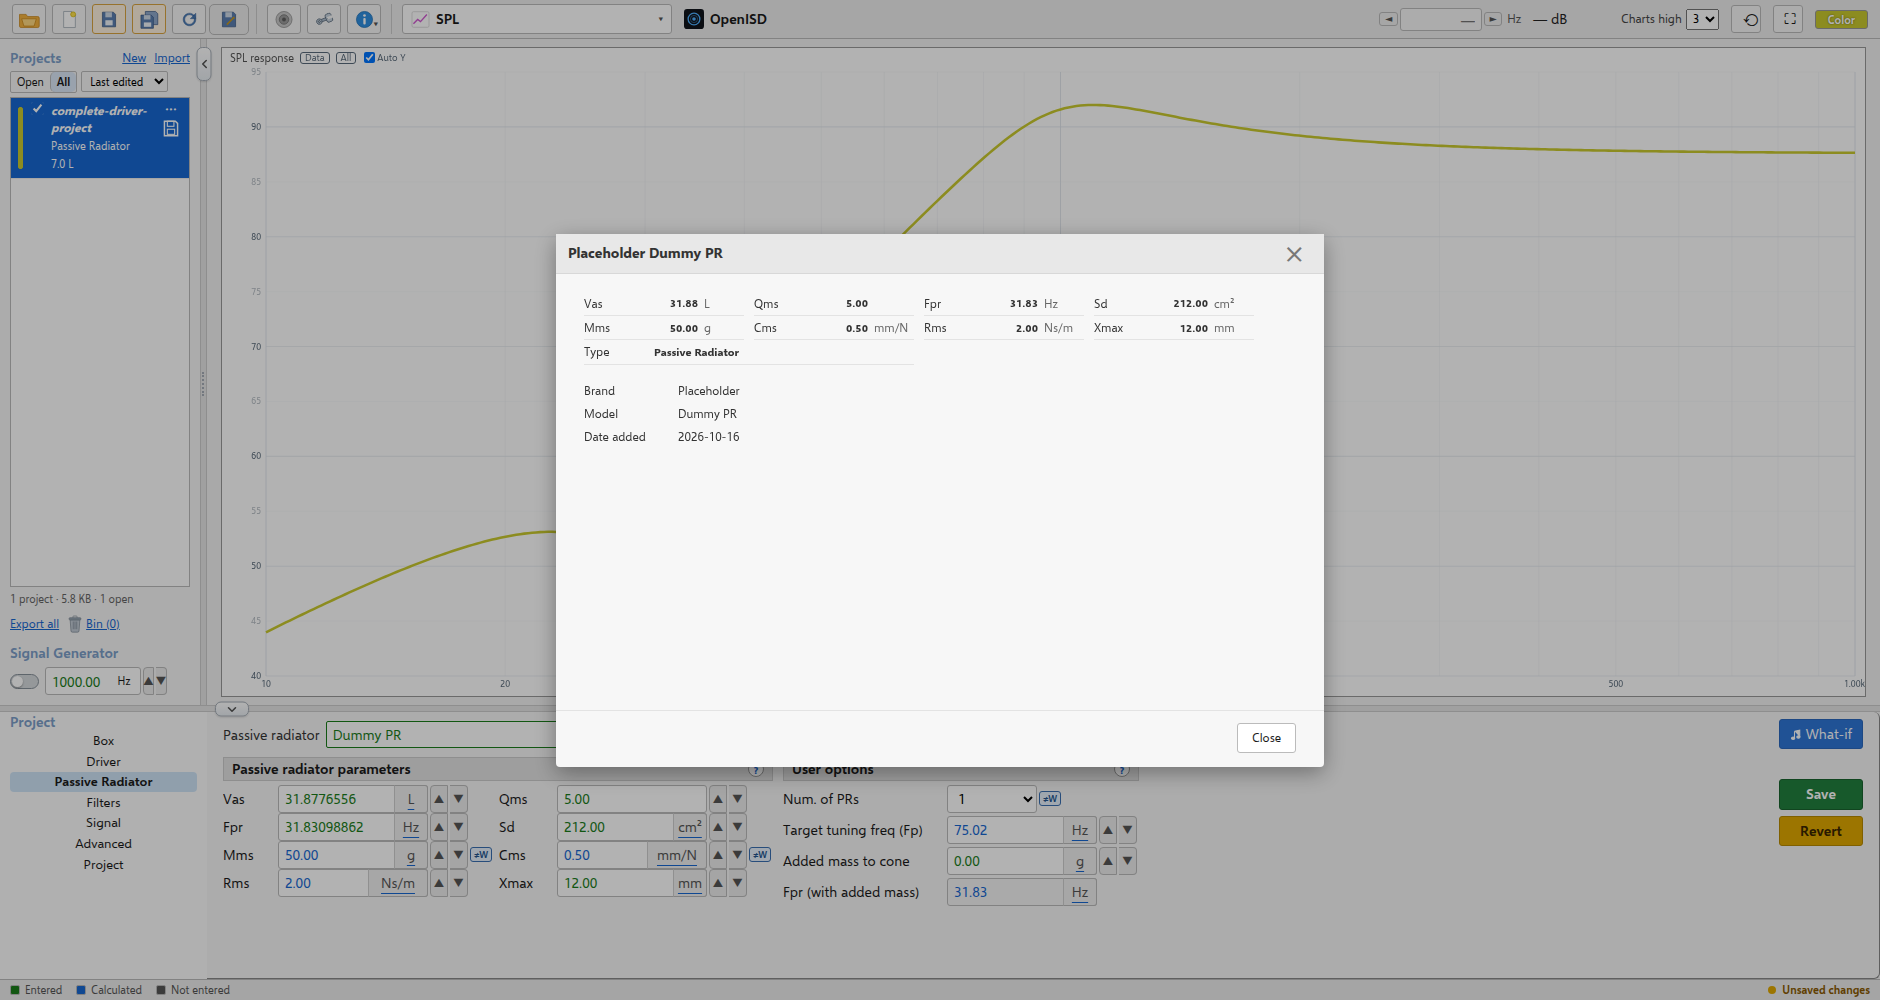 SPL
OpenISD
—
Hz
— dB
Charts high
3
Color
Projects
New
Import
Open
All
Last edited
complete-driver-project
Passive Radiator
7.0 L
1 project · 5.8 KB · 1 open
Export all
Bin (0)
Signal Generator
1000.00 Hz
SPL response
Data
All
Auto Y
95
90
85
80
75
70
65
60
55
50
45
40
10
20
500
1.00k
Placeholder Dummy PR
Vas 31.88 L
Qms 5.00
Fpr 31.83 Hz
Sd 212.00 cm²
Mms 50.00 g
Cms 0.50 mm/N
Rms 2.00 Ns/m
Xmax 12.00 mm
Type Passive Radiator
Brand Placeholder
Model Dummy PR
Date added 2026-10-16
Close
Project
Box
Driver
Passive Radiator
Filters
Signal
Advanced
Project
Passive radiator Dummy PR
Passive radiator parameters ?
Vas 31.8776556 L
Qms 5.00
Fpr 31.83098862 Hz
Sd 212.00 cm²
Mms 50.00 g ≠W
Cms 0.50 mm/N ≠W
Rms 2.00 Ns/m
Xmax 12.00 mm
User options ?
Num. of PRs 1 ≠W
Target tuning freq (Fp) 75.02 Hz
Added mass to cone 0.00 g
Fpr (with added mass) 31.83 Hz
What-if
Save
Revert
Entered
Calculated
Not entered
Unsaved changes